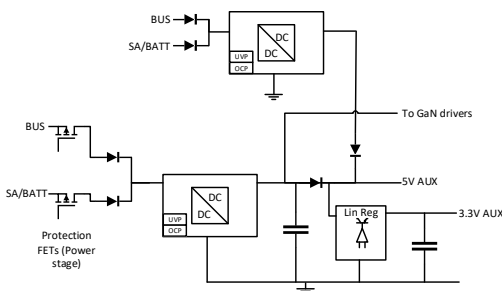 BUS
SA/BATT
DC
DC
UVP
OCP
To GaN drivers
BUS
SA/BATT
Protection
FETs (Power
stage)
DC
DC
UVP
OCP
5V AUX
Lin Reg
3.3V AUX